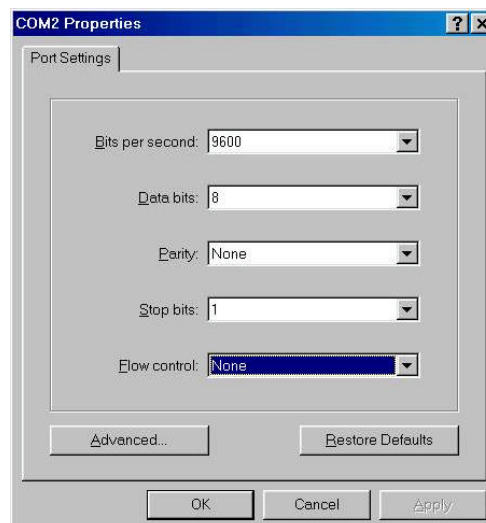 COM2 Properties
Port Settings
Bits per second: 9600
Data bits: 8
Parity: None
Stop bits: 1
Flow control: None
Advanced...
Restore Defaults
OK
Cancel
Apply